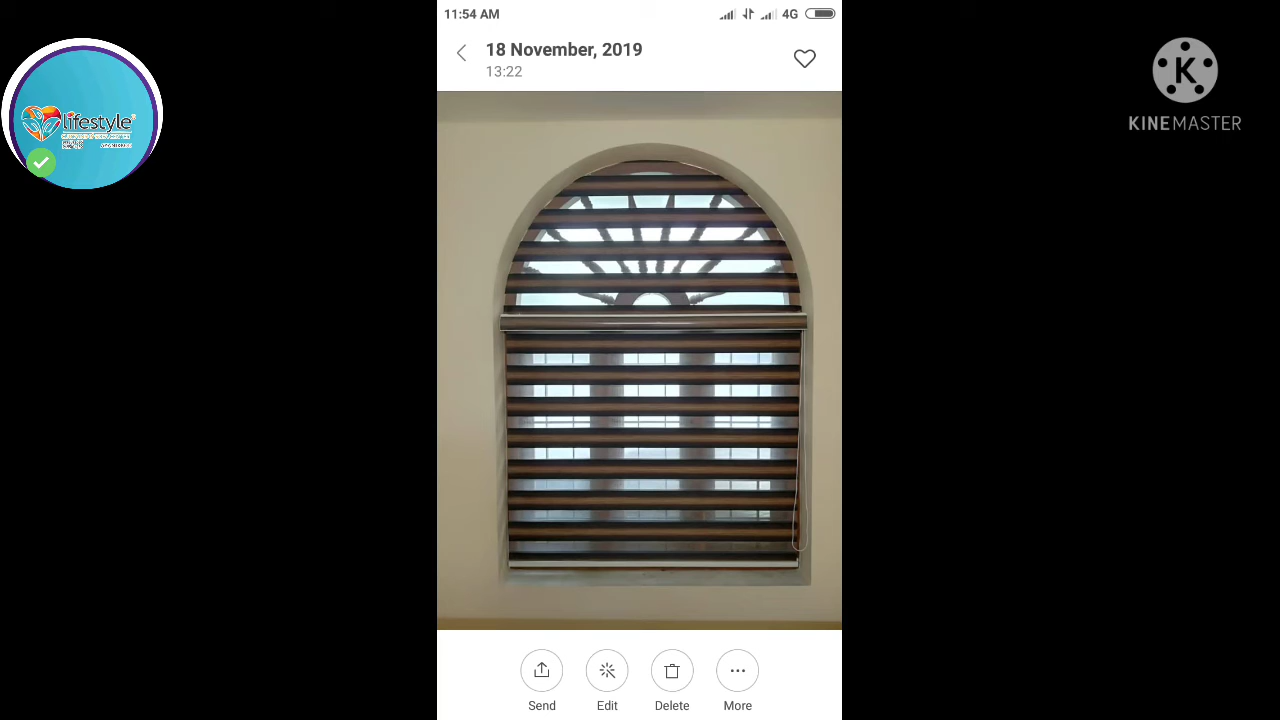 11:54 AM
4G
18 November, 2019
13:22
lifestyle
K
KINEMASTER
Send
Edit
Delete
More